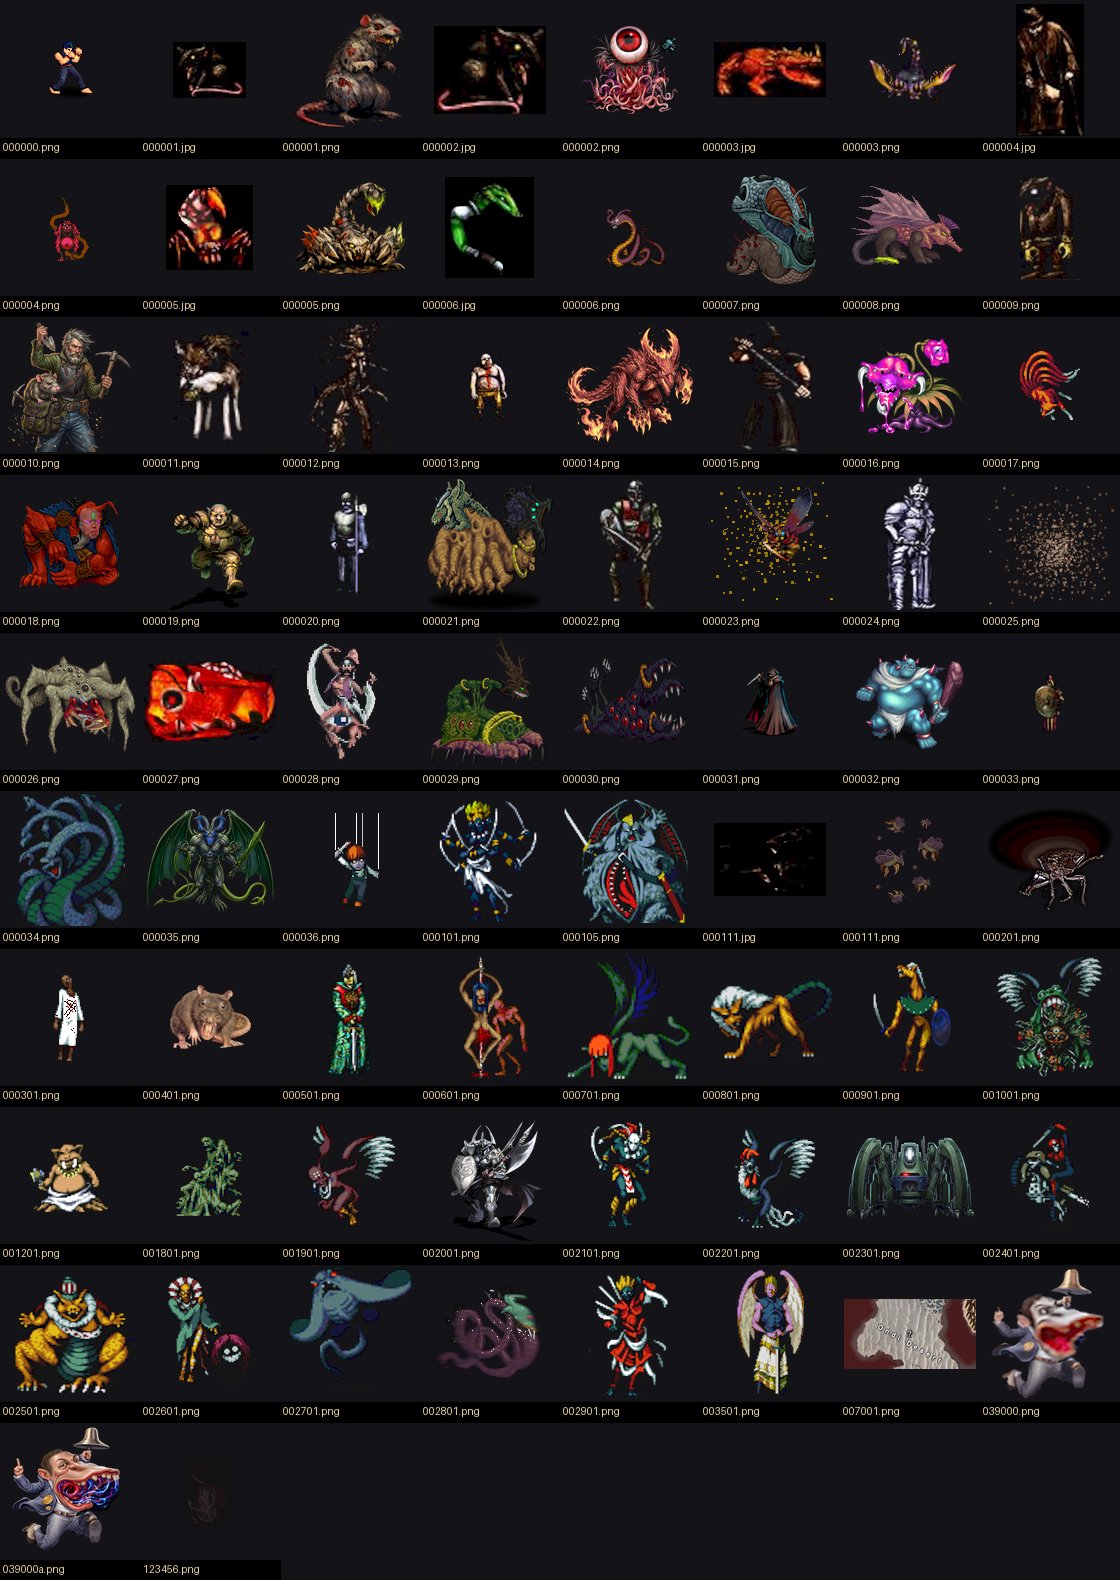 000000.png 000001.jpg 000001.png 000002.jpg 000002.png 000003.jpg 000003.png 000004.jpg
000004.png 000005.jpg 000005.png 000006.jpg 000006.png 000007.png 000008.png 000009.png
000010.png 000011.png 000012.png 000013.png 000014.png 000015.png 000016.png 000017.png
000018.png 000019.png 000020.png 000021.png 000022.png 000023.png 000024.png 000025.png
000026.png 000027.png 000028.png 000029.png 000030.png 000031.png 000032.png 000033.png
000034.png 000035.png 000036.png 000101.png 000105.png 000111.jpg 000111.png 000201.png
000301.png 000401.png 000501.png 000601.png 000701.png 000801.png 000901.png 001001.png
001201.png 001801.png 001901.png 002001.png 002101.png 002201.png 002301.png 002401.png
Desert
002501.png 002601.png 002701.png 002801.png 002901.png 003501.png 007001.png 039000.png
039000a.png 123456.png